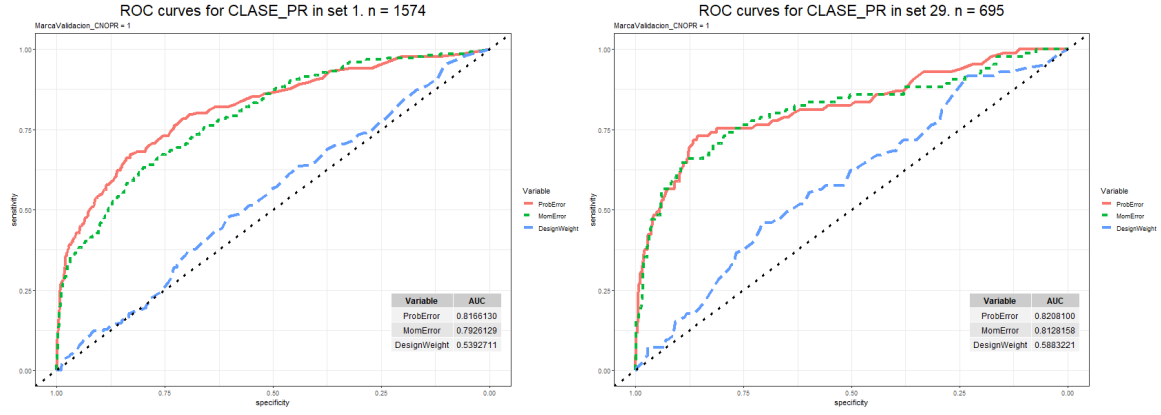 ROC curves for CLASE_PR in set 1. n = 1574
MarcaValidacion_CNOPR = 1
1.00
0.75
0.50
0.25
0.00
sensitivity
1.00
0.75
0.50
0.25
0.00
specificity
Variable AUC
ProbError 0.8166130
MomError 0.7926129
DesignWeight 0.5392711
Variable
ProbError
MomError
DesignWeight
ROC curves for CLASE_PR in set 29. n = 695
MarcaValidacion_CNOPR = 1
1.00
0.75
0.50
0.25
0.00
sensitivity
1.00
0.75
0.50
0.25
0.00
specificity
Variable AUC
ProbError 0.8208100
MomError 0.8128158
DesignWeight 0.5883221
Variable
ProbError
MomError
DesignWeight